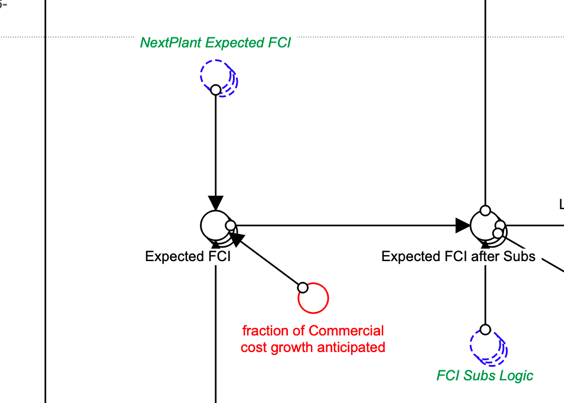 NextPlant Expected FCI
Expected FCI
Expected FCI after Subs
fraction of Commercial
cost growth anticipated
FCI Subs Logic